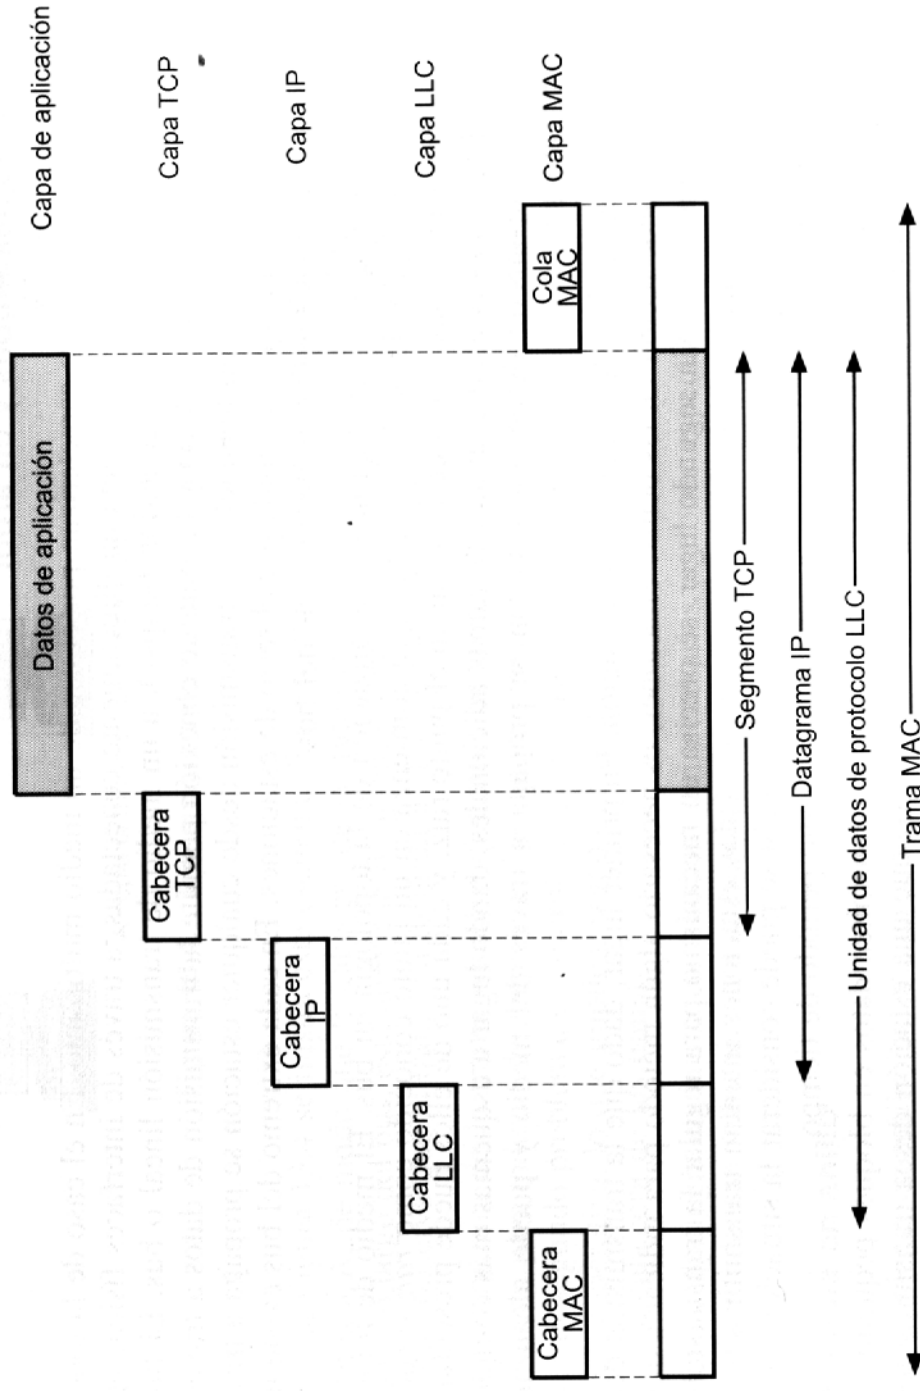 Datos de aplicación
Capa de aplicación
Cabecera
TCP
Capa TCP
Cabecera
IP
Capa IP
Cabecera
LLC
Capa LLC
Cabecera
MAC
Cola
MAC
Capa MAC
Segmento TCP
Datagrama IP
Unidad de datos de protocolo LLC
Trama MAC